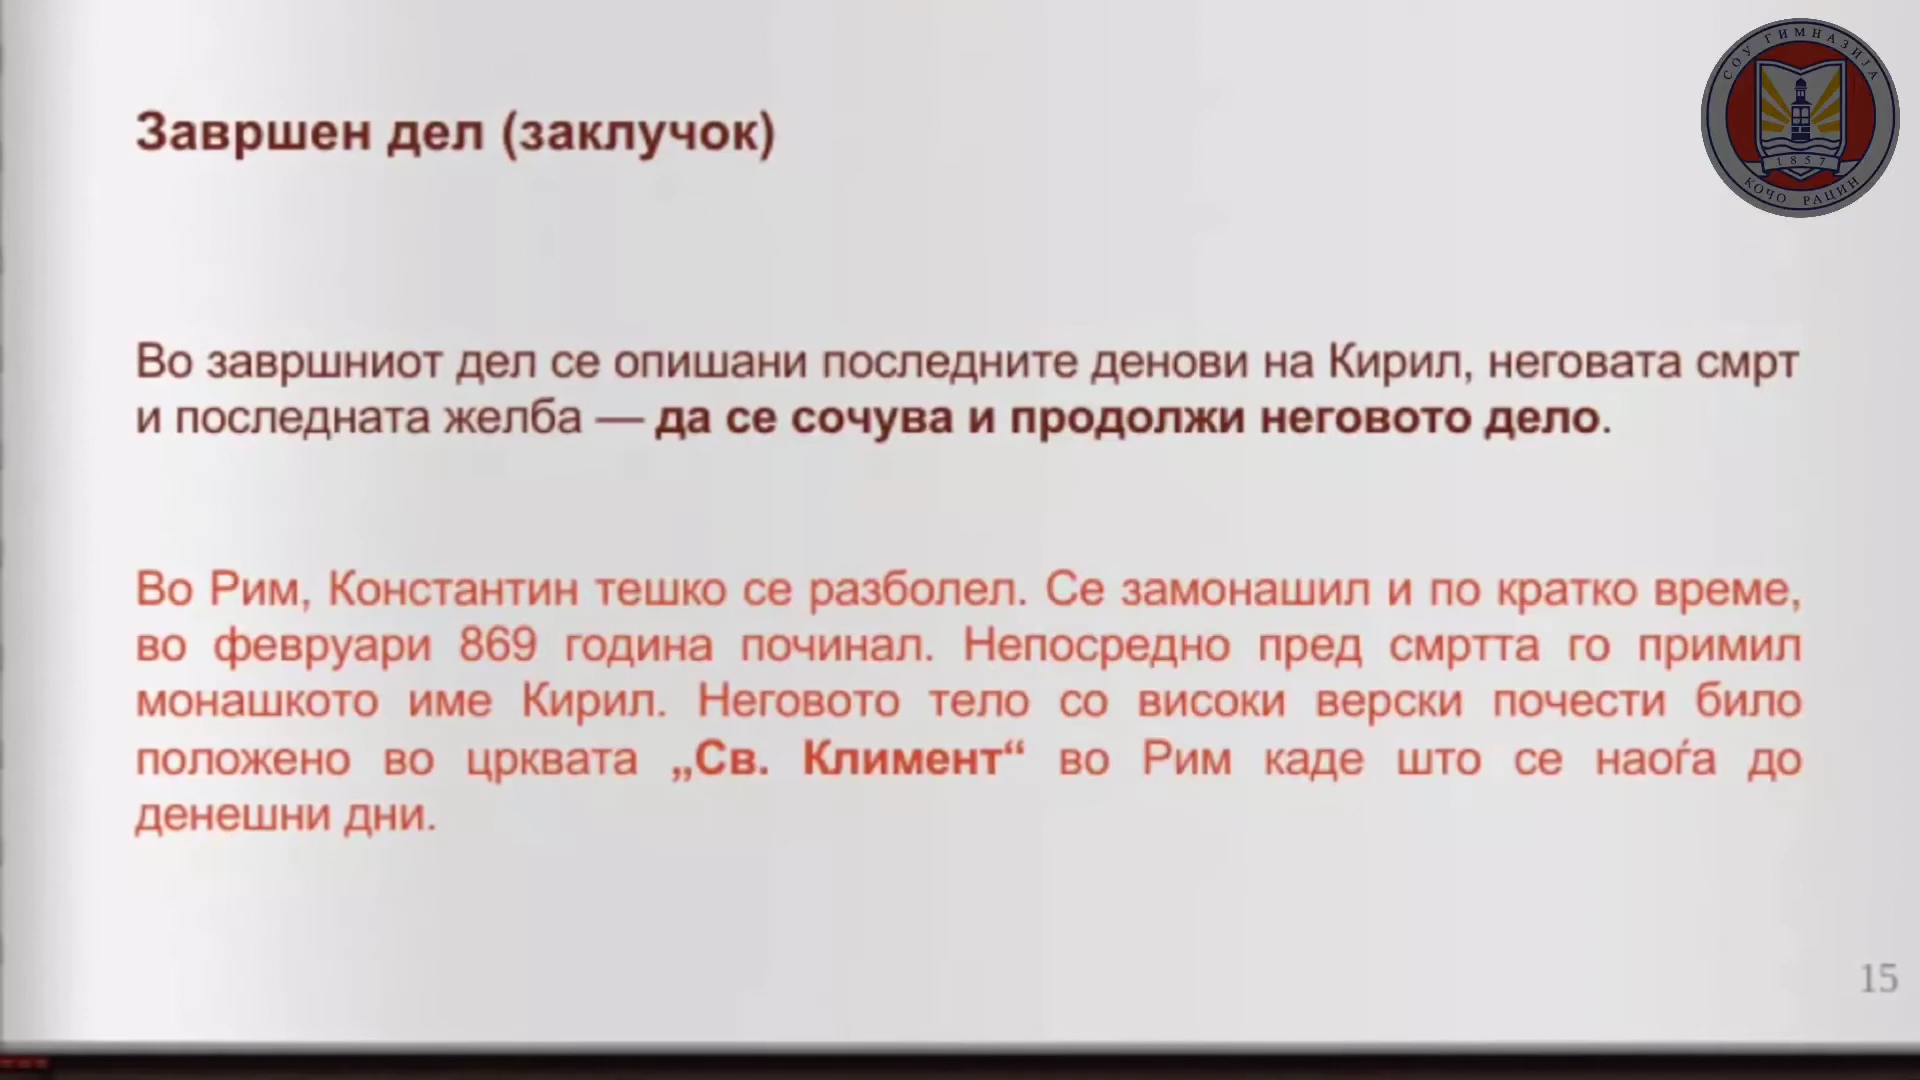 СОУ ГИМНАЗИЈА
1857
КОЧО РАЦИН
Завршен дел (заклучок)
Во завршниот дел се опишани последните денови на Кирил, неговата смрт
и последната желба — да се сочува и продолжи неговото дело.
Во Рим, Константин тешко се разболел. Се замонашил и по кратко време,
во февруари 869 година починал. Непосредно пред смртта го примил
монашкото име Кирил. Неговото тело со високи верски почести било
положено во црквата „Св. Климент“ во Рим каде што се наоѓа до
денешни дни.
15